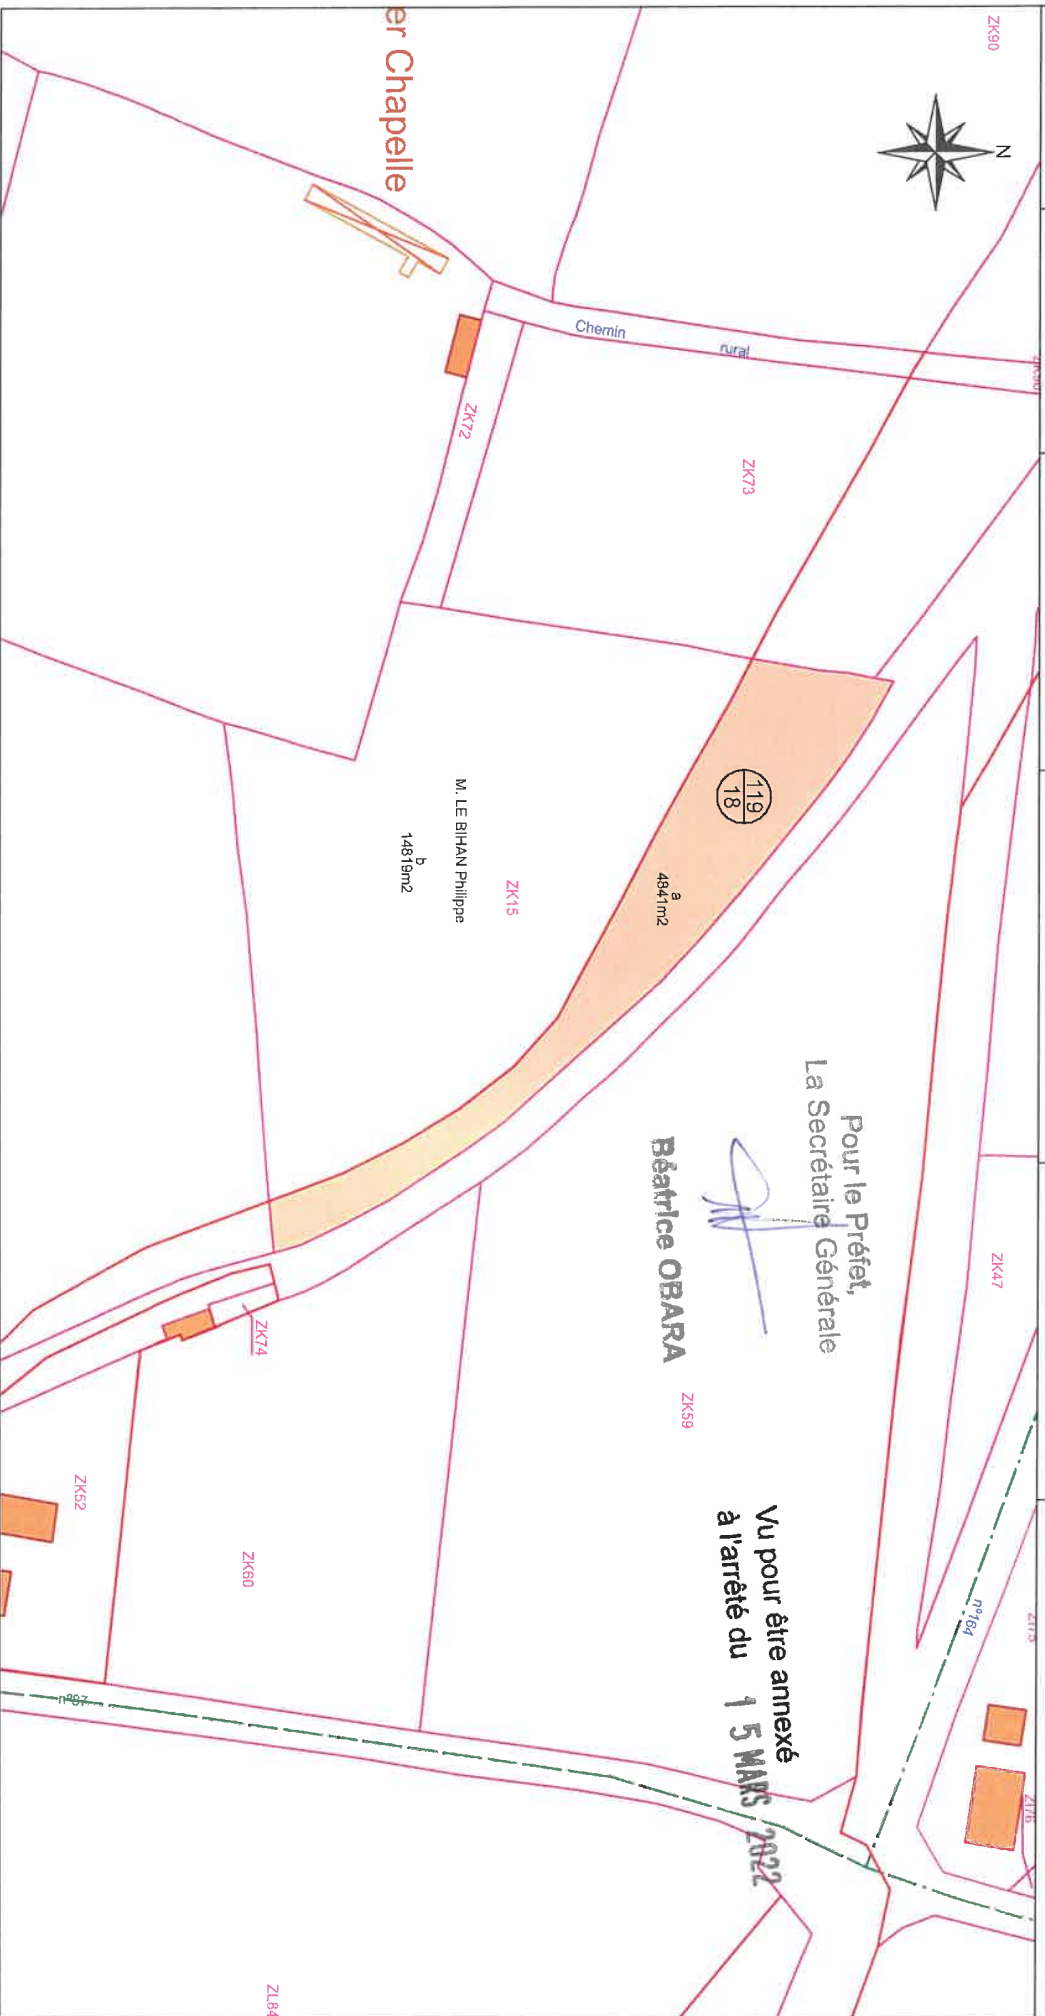 N
ZK90
er Chapelle
Chemin
rural
ZK72
ZK73
119
18
a
4841m2
ZK15
M. LE BIHAN Philippe
b
14819m2
Pour le Préfet,
La Secrétaire Générale
Béatrice OBARA
ZK47
ZK59
ZK74
ZK52
ZK60
Vu pour être annexé
à l'arrêté du 15 MARS 2022
n°164
n°87
ZI76
ZL84